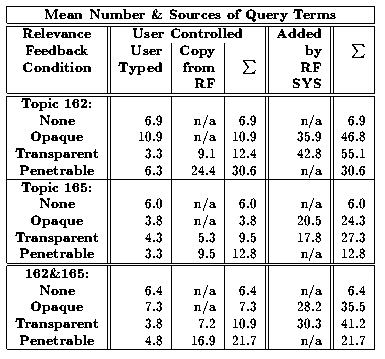 Mean Number & Sources of Query Terms
Relevance User Controlled Added
Feedback User Copy by ∑
Condition Typed from ∑ RF
RF SYS
Topic 162:
None 6.9 n/a 6.9 n/a 6.9
Opaque 10.9 n/a 10.9 35.9 46.8
Transparent 3.3 9.1 12.4 42.8 55.1
Penetrable 6.3 24.4 30.6 n/a 30.6
Topic 165:
None 6.0 n/a 6.0 n/a 6.0
Opaque 3.8 n/a 3.8 20.5 24.3
Transparent 4.3 5.3 9.5 17.8 27.3
Penetrable 3.3 9.5 12.8 n/a 12.8
162&165:
None 6.4 n/a 6.4 n/a 6.4
Opaque 7.3 n/a 7.3 28.2 35.5
Transparent 3.8 7.2 10.9 30.3 41.2
Penetrable 4.8 16.9 21.7 n/a 21.7